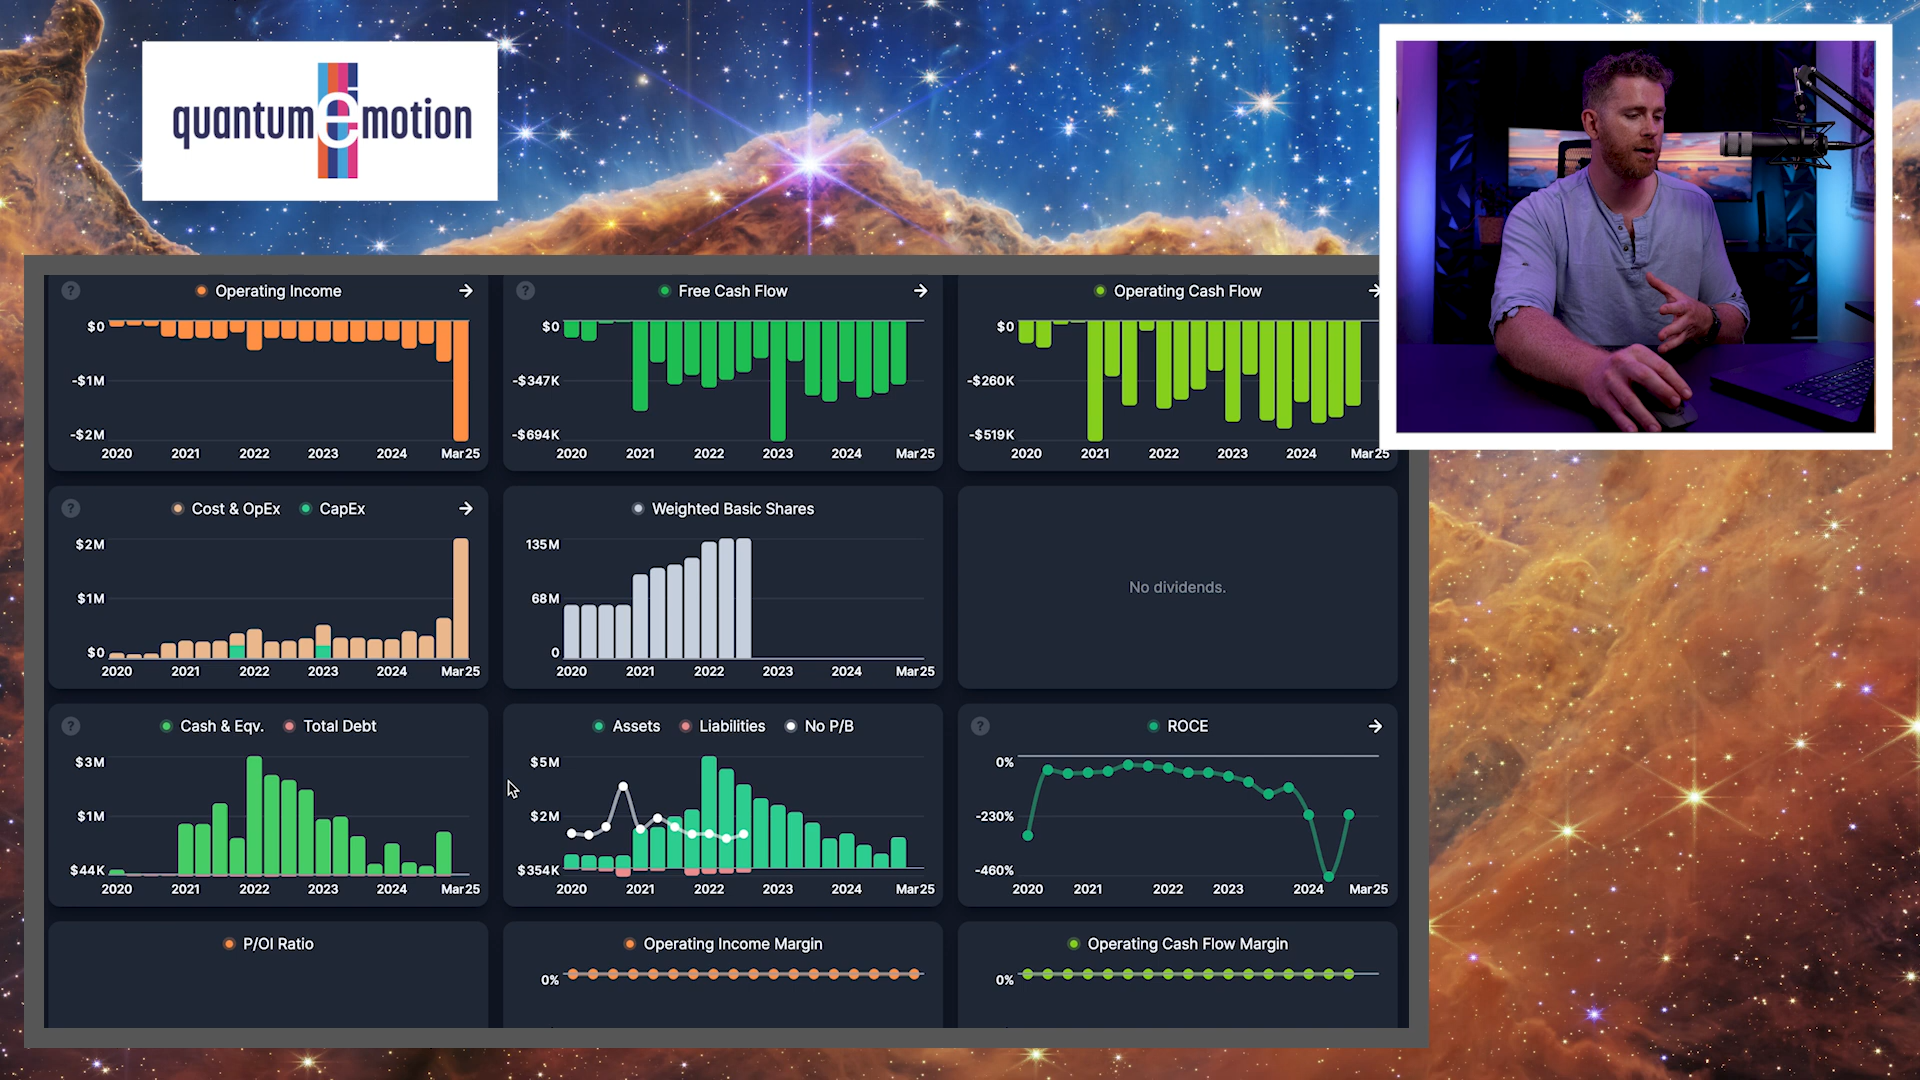 quantum emotion
? Operating Income
$0
-$1M
-$2M
2020 2021 2022 2023 2024 Mar25
? Free Cash Flow
$0
-$347K
-$694K
2020 2021 2022 2023 2024 Mar25
Operating Cash Flow
$0
-$260K
-$519K
2020 2021 2022 2023 2024 Mar25
? Cost & OpEx CapEx
$2M
$1M
$0
2020 2021 2022 2023 2024 Mar25
Weighted Basic Shares
135M
68M
0
2020 2021 2022 2023 2024 Mar25
No dividends.
? Cash & Eqv. Total Debt
$3M
$1M
$44K
2020 2021 2022 2023 2024 Mar25
Assets Liabilities No P/B
$5M
$2M
$354K
2020 2021 2022 2023 2024 Mar25
? ROCE
0%
-230%
-460%
2020 2021 2022 2023 2024 Mar25
P/OI Ratio
Operating Income Margin
0%
Operating Cash Flow Margin
0%